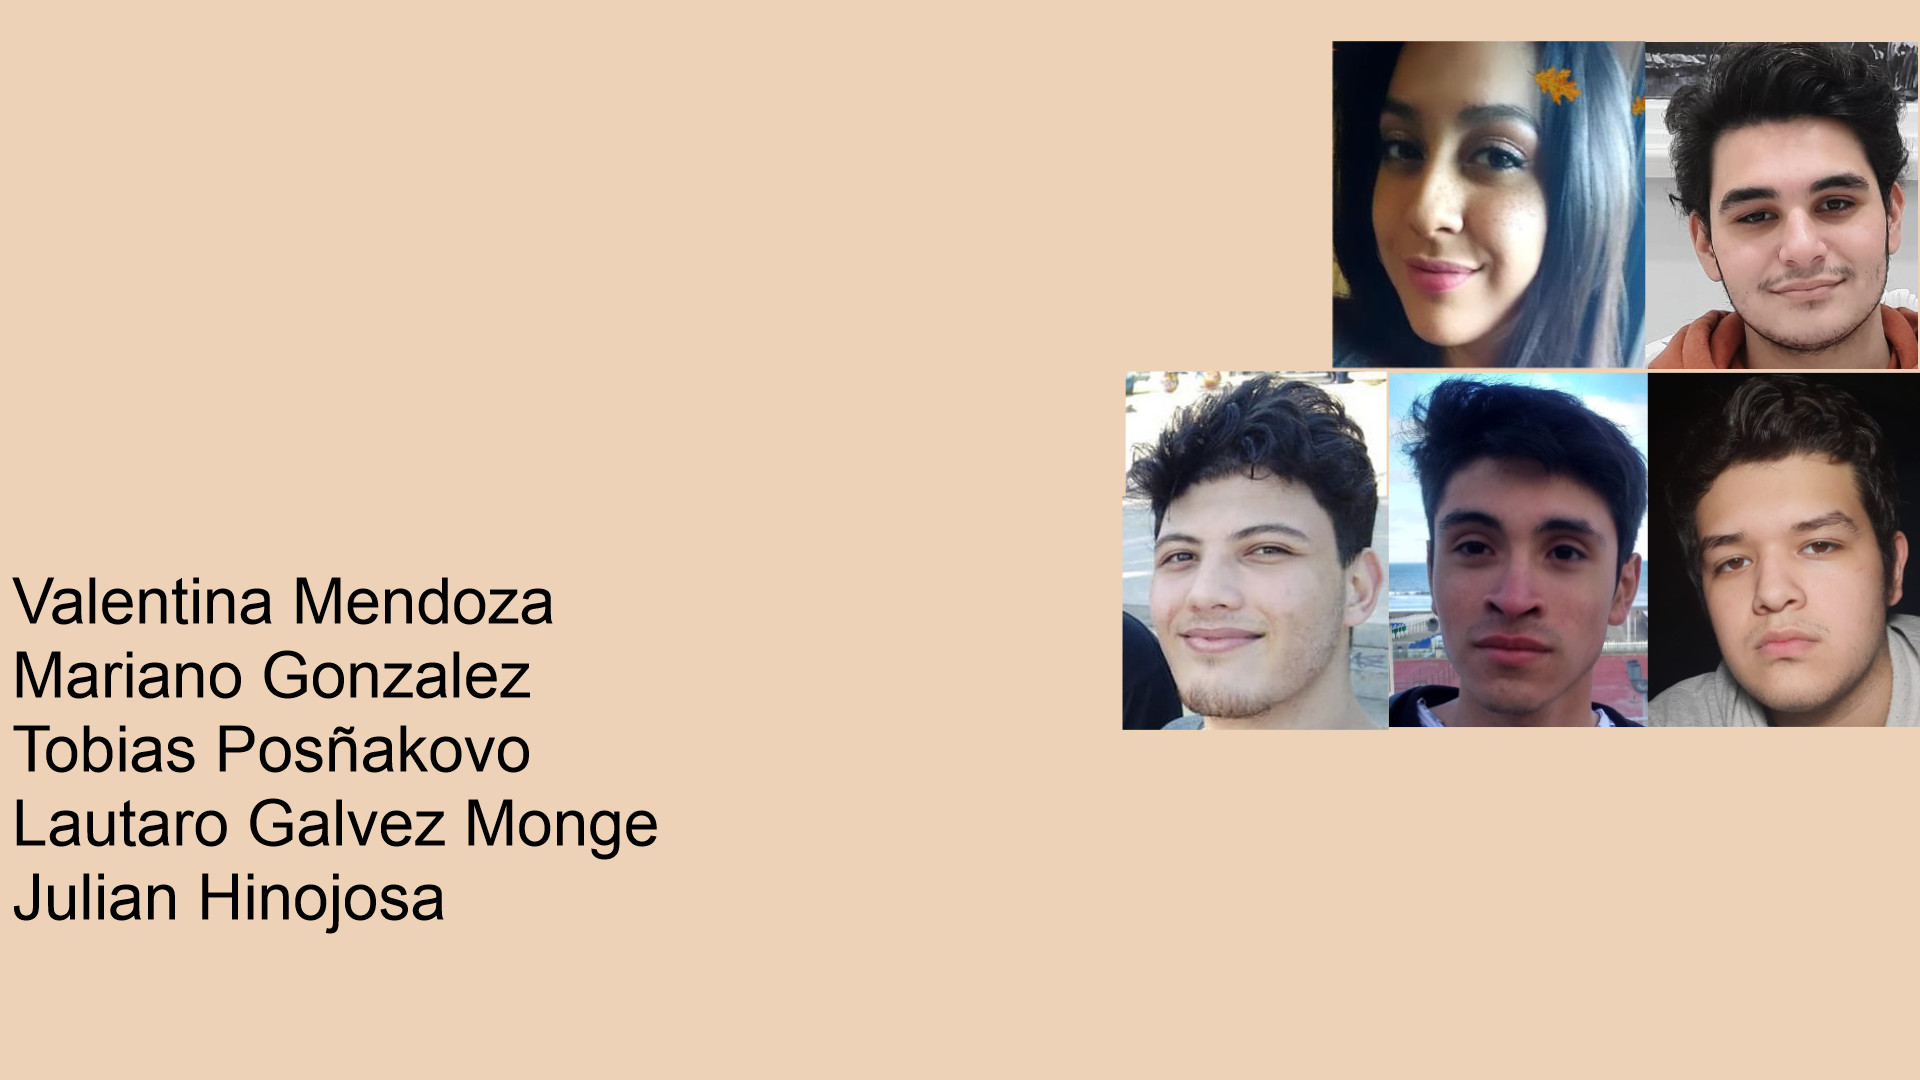 Valentina Mendoza
Mariano Gonzalez
Tobias Posñakovo
Lautaro Galvez Monge
Julian Hinojosa